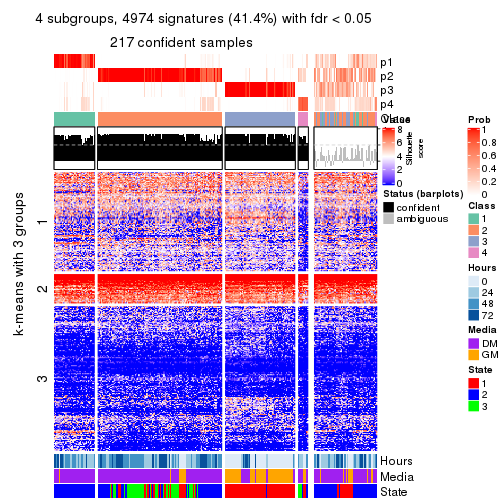 4 subgroups, 4974 signatures (41.4%) with fdr < 0.05
217 confident samples
p1
p2
p3
p4
Class
Value
8
6
4
2
0
Silhouette
score
Status (barplots)
confident
ambiguous
Prob
1
0.8
0.6
0.4
0.2
0
Class
1
2
3
4
Hours
0
24
48
72
Media
DM
GM
State
1
2
3
k-means with 3 groups
1
2
3
Hours
Media
State